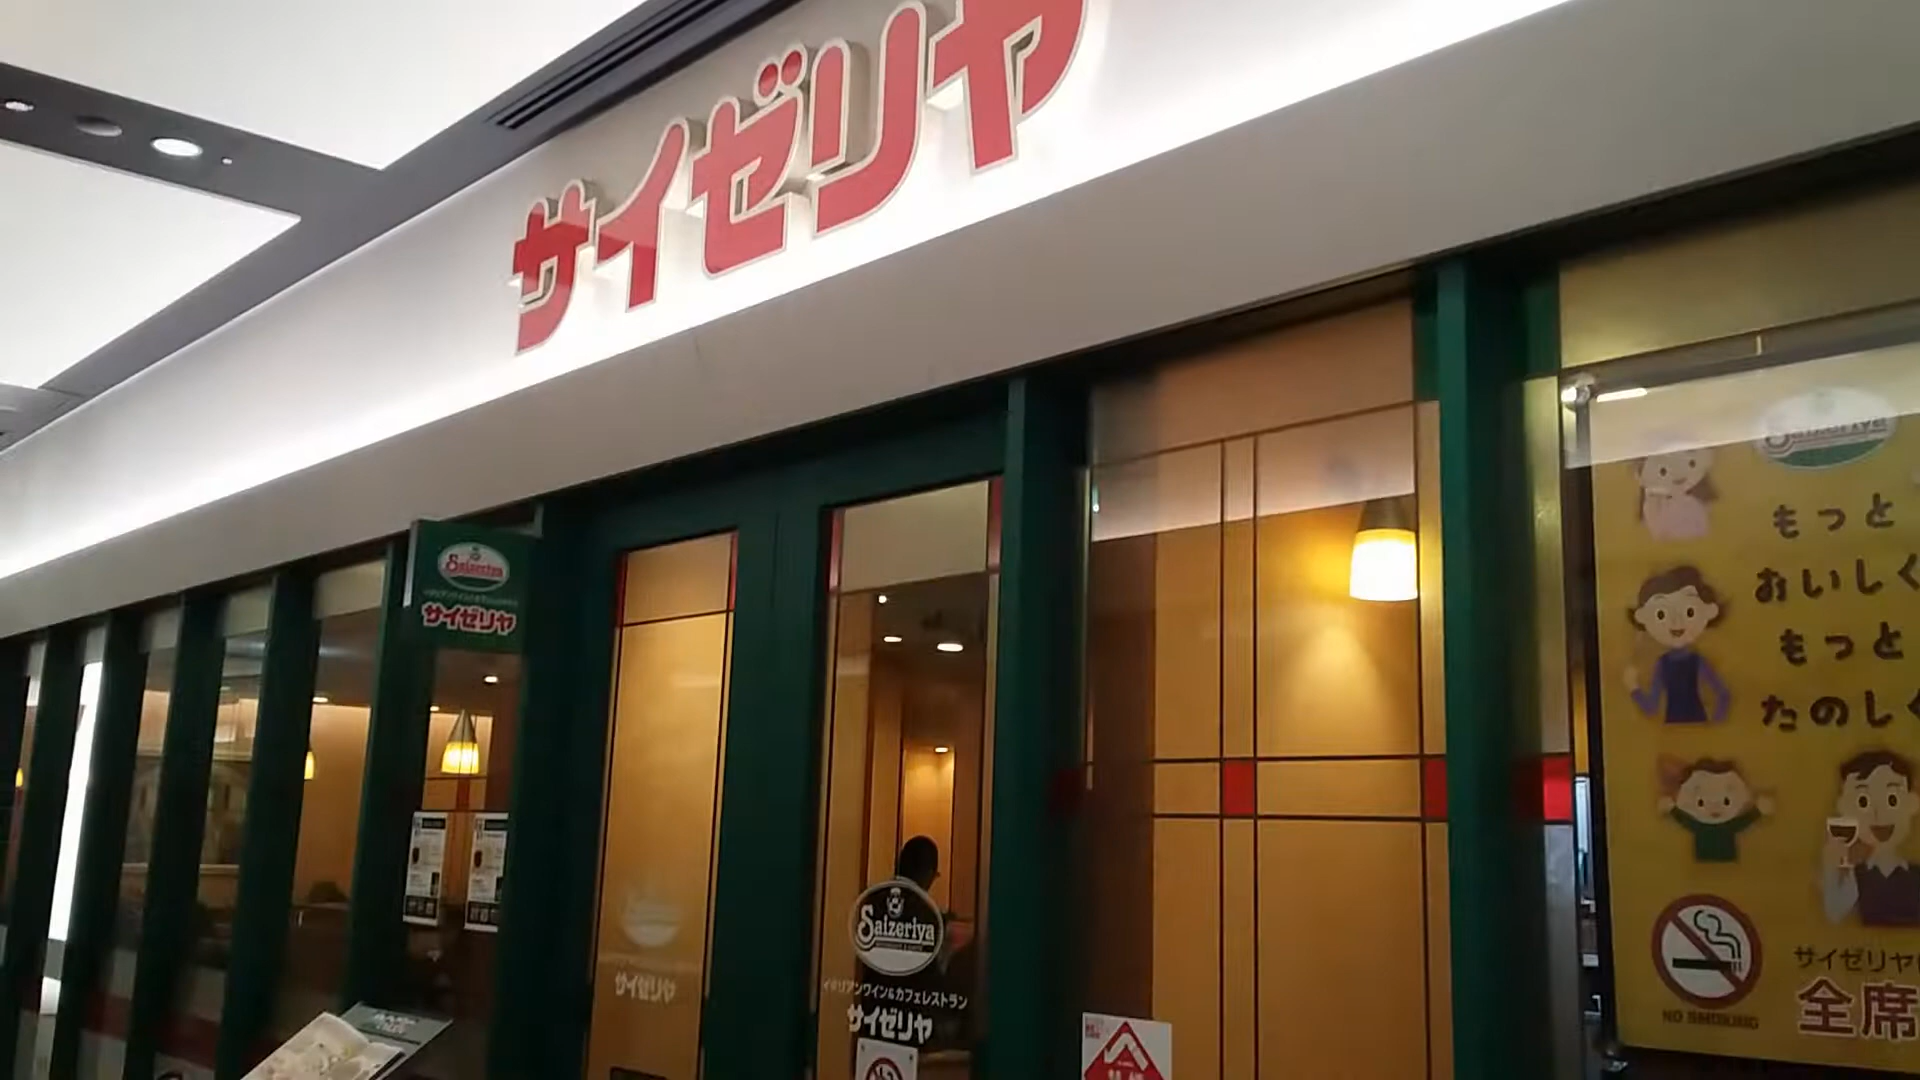 サイゼリヤ
Saizeriya
サイゼリヤ
サイゼリヤ
Saizeriya
イタリアンワイン&カフェレストラン
サイゼリヤ
Saizeriya
もっと
おいしく
もっと
たのしく
NO SMOKING
サイゼリヤ
全席